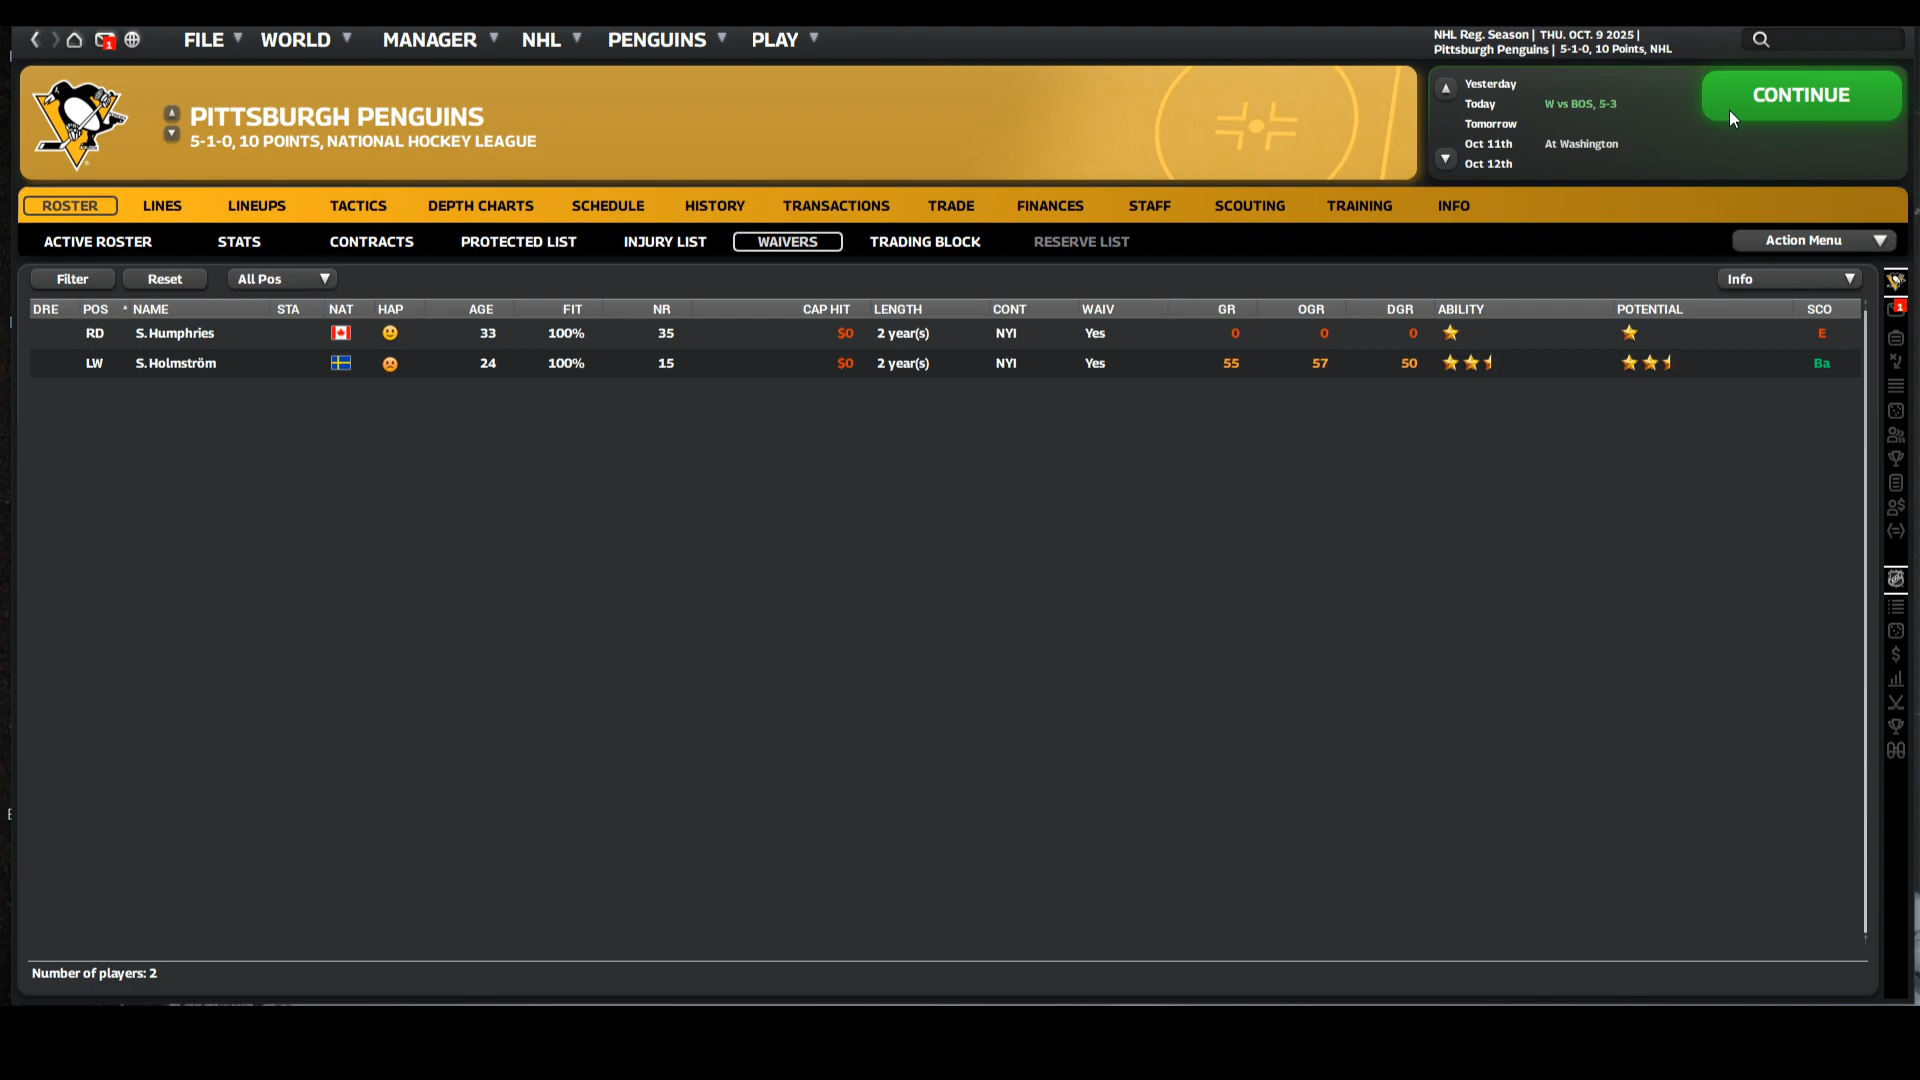 FILE WORLD MANAGER NHL PENGUINS PLAY
NHL Reg. Season | THU. OCT. 9 2025 |
Pittsburgh Penguins | 5-1-0, 10 Points, NHL
PITTSBURGH PENGUINS
5-1-0, 10 POINTS, NATIONAL HOCKEY LEAGUE
Yesterday
Today W vs BOS, 5-3
Tomorrow
Oct 11th At Washington
Oct 12th
CONTINUE
ROSTER LINES LINEUPS TACTICS DEPTH CHARTS SCHEDULE HISTORY TRANSACTIONS TRADE FINANCES STAFF SCOUTING TRAINING INFO
ACTIVE ROSTER STATS CONTRACTS PROTECTED LIST INJURY LIST WAIVERS TRADING BLOCK RESERVE LIST Action Menu
Filter Reset All Pos Info
DRE POS NAME STA NAT HAP AGE FIT NR CAP HIT LENGTH CONT WAIV GR OGR DGR ABILITY POTENTIAL SCO
RD S. Humphries 33 100% 35 $0 2 year(s) NYI Yes 0 0 0 E
LW S. Holmström 24 100% 15 $0 2 year(s) NYI Yes 55 57 50 Ba
Number of players: 2
1
1